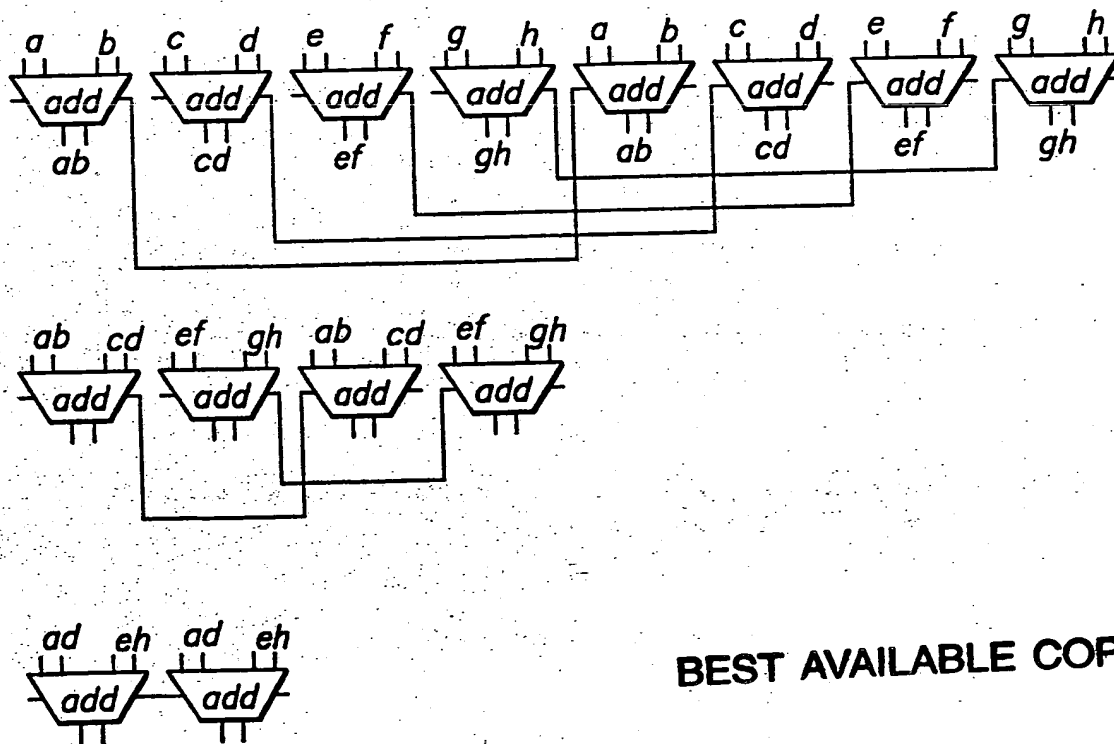 a b c d e f g h a b c d e f g h
add add add add add add add add
ab cd ef gh ab cd ef gh
ab cd ef gh ab cd ef gh
add add add add
ad eh ad eh
add add
BEST AVAILABLE COP